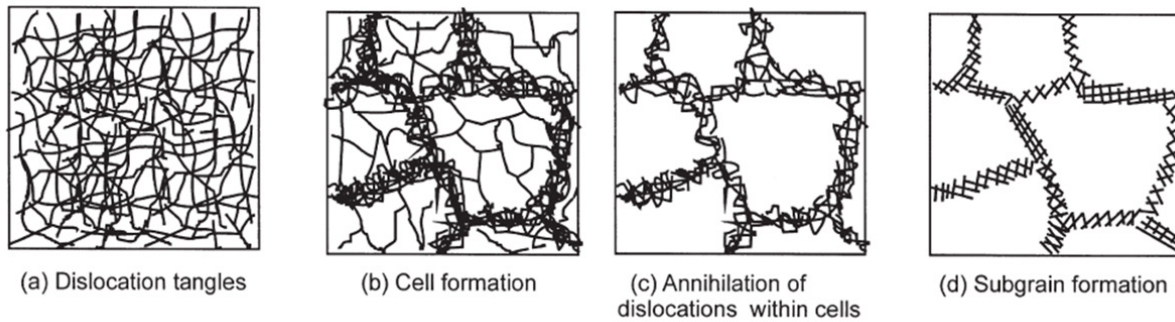 (a) Dislocation tangles
(b) Cell formation
(c) Annihilation of
dislocations within cells
(d) Subgrain formation